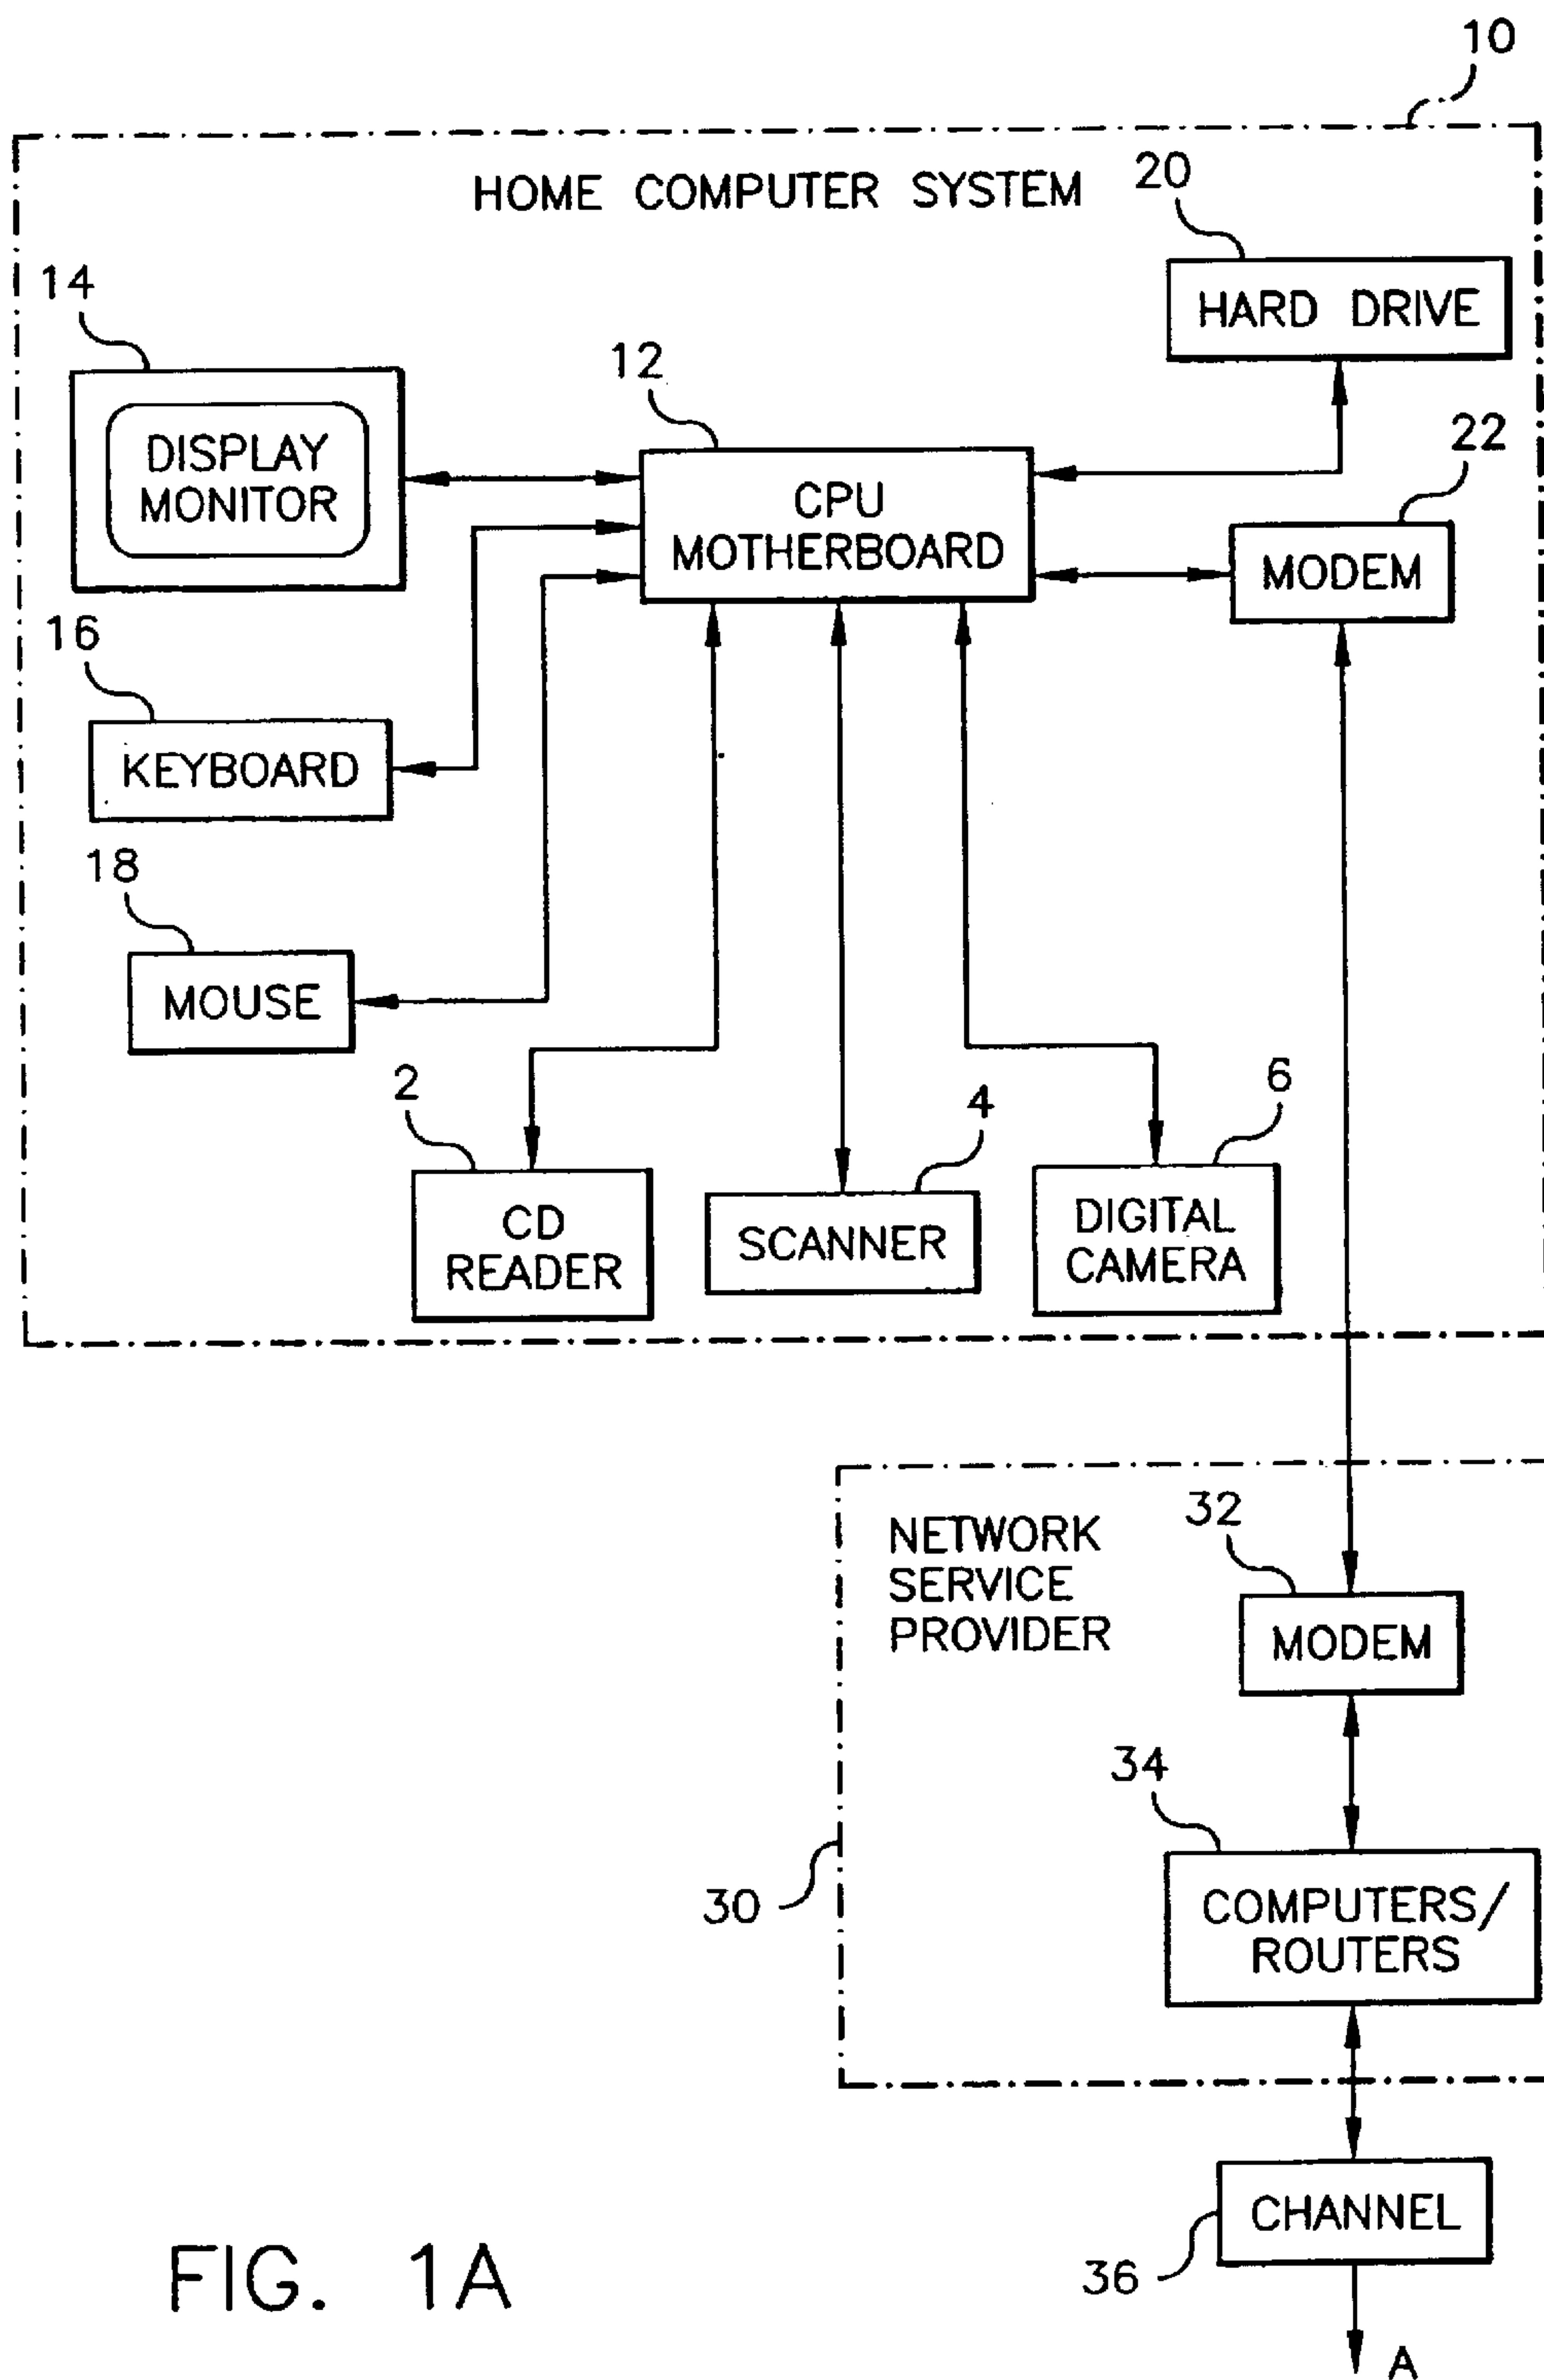 10
HOME COMPUTER SYSTEM
20
HARD DRIVE
14
DISPLAY
MONITOR
12
CPU
MOTHERBOARD
22
MODEM
16
KEYBOARD
18
MOUSE
2
CD
READER
4
SCANNER
6
DIGITAL
CAMERA
NETWORK
SERVICE
PROVIDER
32
MODEM
34
COMPUTERS/
ROUTERS
30
CHANNEL
36
A
FIG. 1A